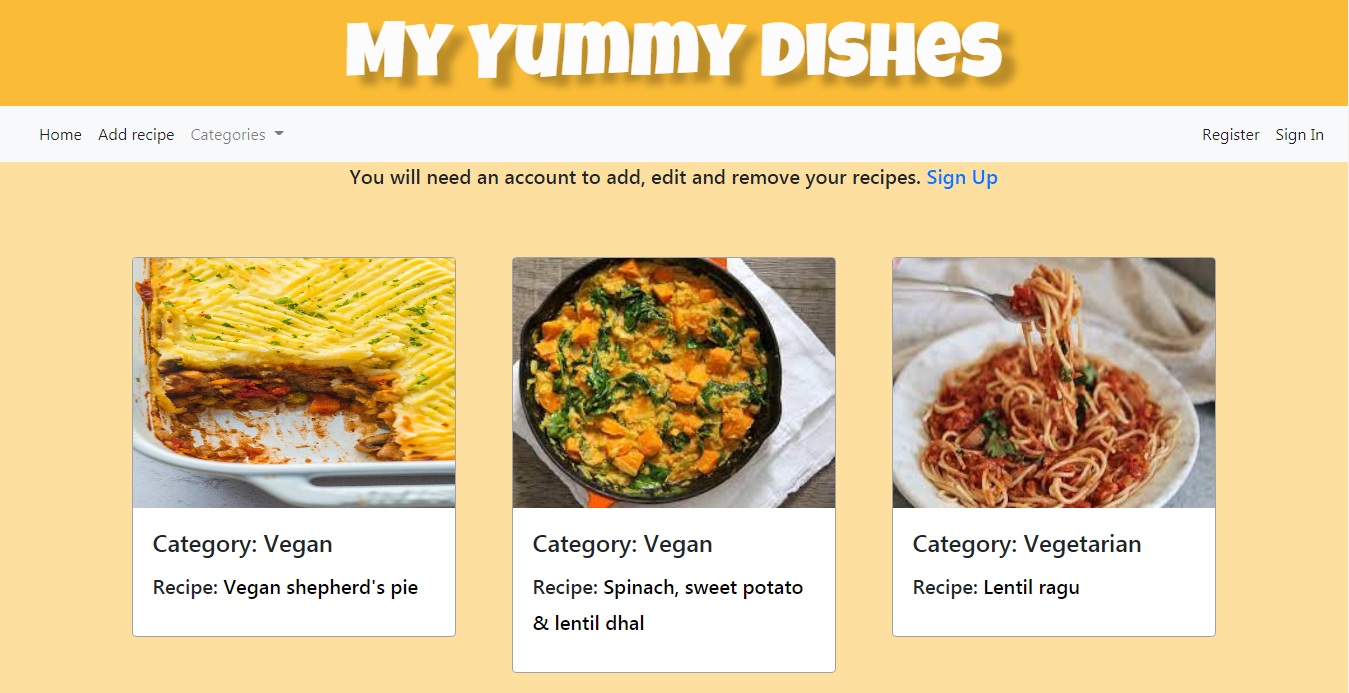 My Yummy Dishes
Home Add recipe Categories Register Sign In
You will need an account to add, edit and remove your recipes. Sign Up
Category: Vegan
Recipe: Vegan shepherd's pie
Category: Vegan
Recipe: Spinach, sweet potato
& lentil dhal
Category: Vegetarian
Recipe: Lentil ragu